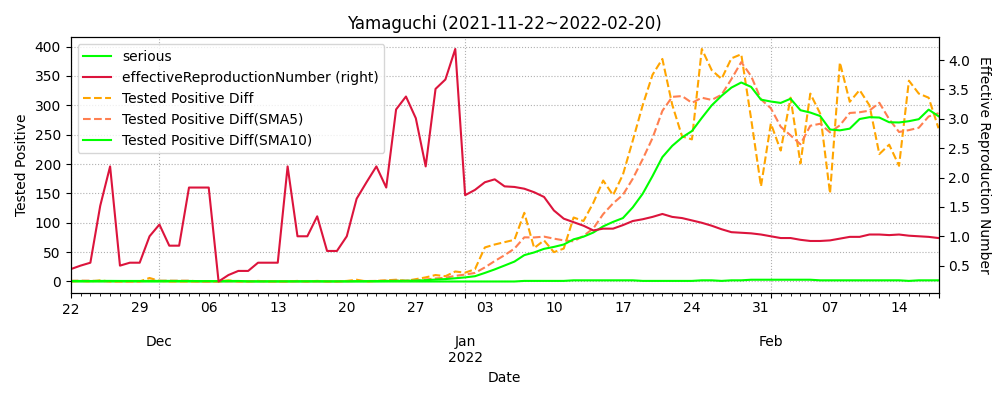 Yamaguchi (2021-11-22~2022-02-20)
serious
effectiveReproductionNumber (right)
Tested Positive Diff
Tested Positive Diff(SMA5)
Tested Positive Diff(SMA10)
Tested Positive
400
350
300
250
200
150
100
50
0
4.0
3.5
3.0
2.5
2.0
1.5
1.0
0.5
Effective Reproduction Number
22 29 06 13 20 27 03 10 17 24 31 07 14
Dec Jan Feb
2022
Date